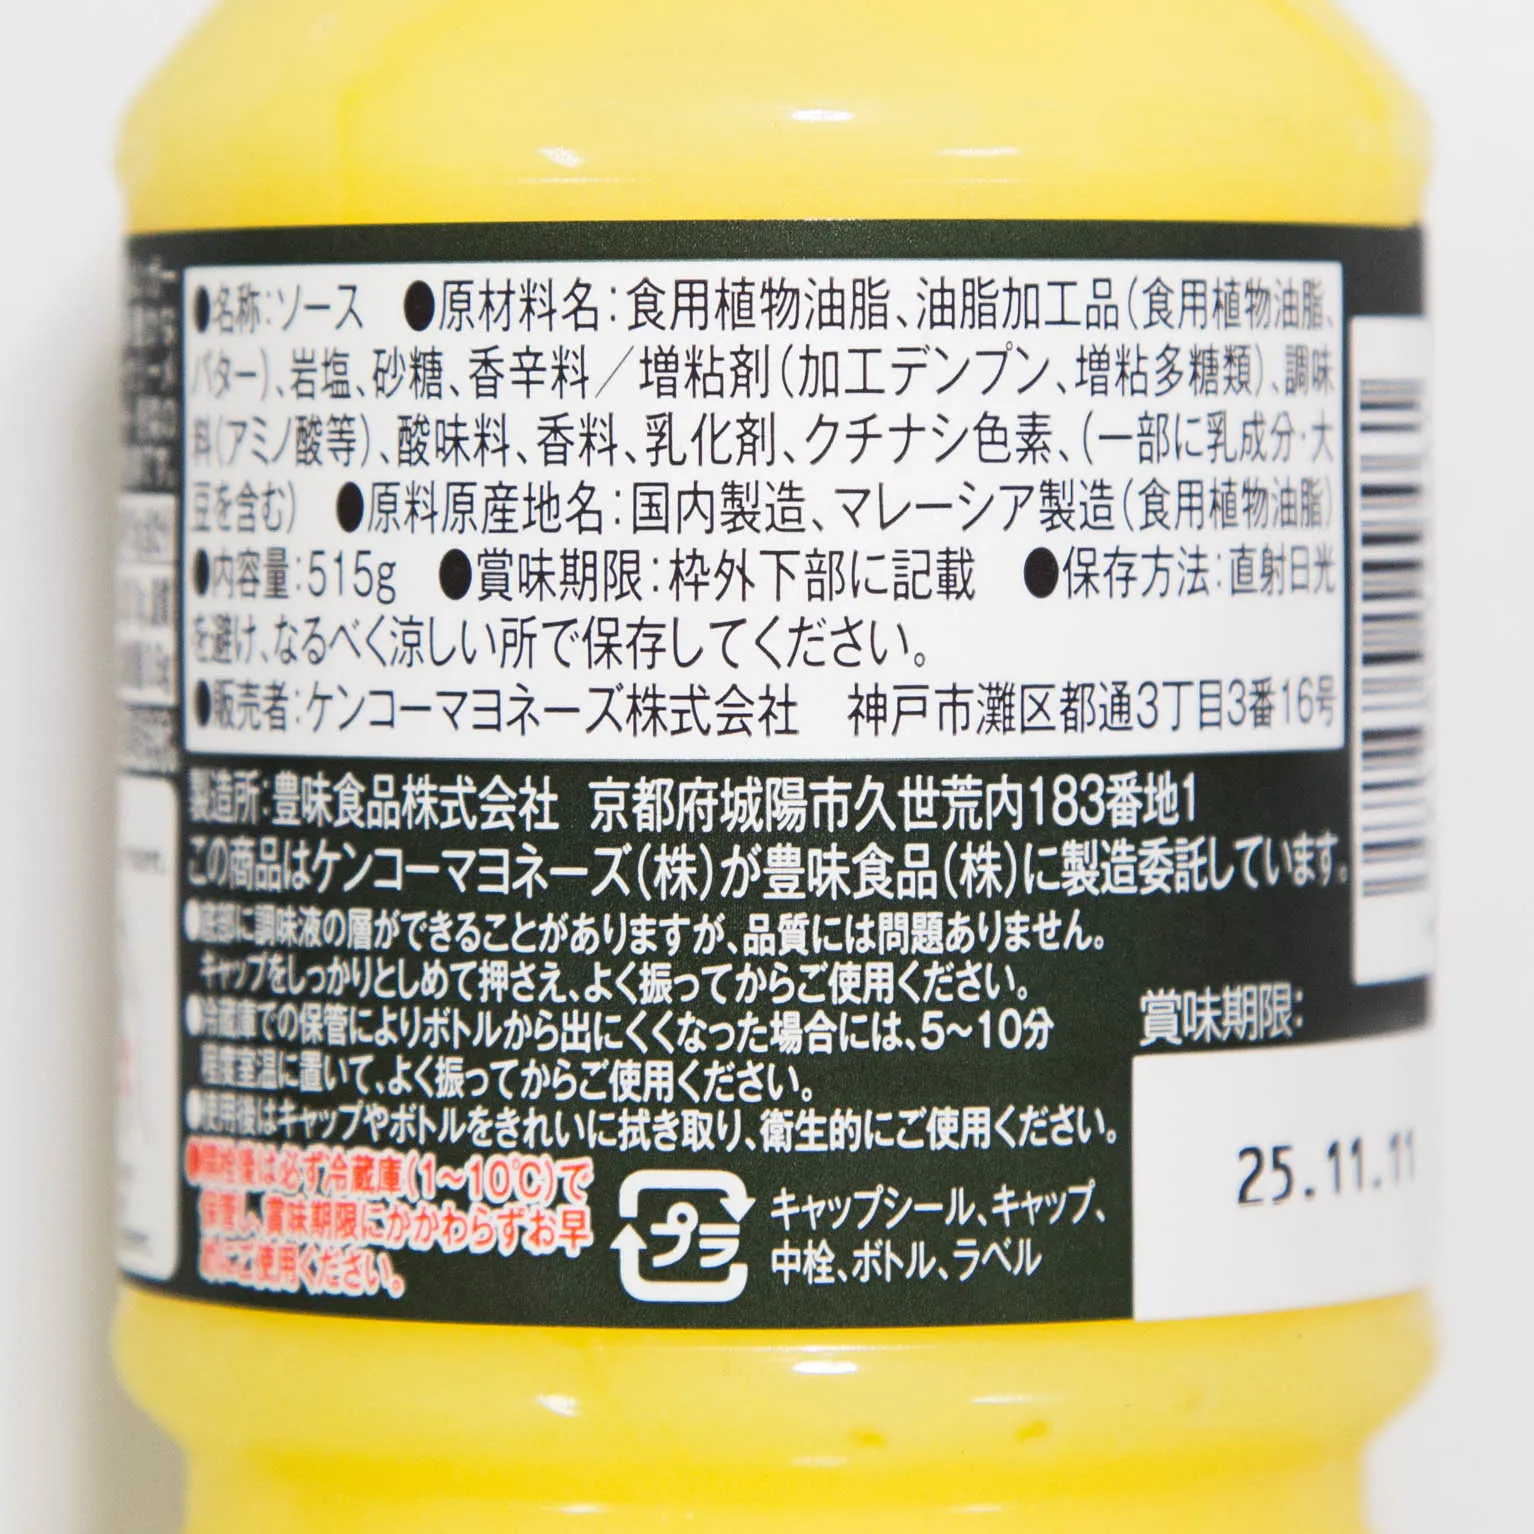 ●名称:ソース ●原材料名:食用植物油脂、油脂加工品(食用植物油脂、
バター)、岩塩、砂糖、香辛料/増粘剤(加工デンプン、増粘多糖類)、調味
料(アミノ酸等)、酸味料、香料、乳化剤、クチナシ色素、(一部に乳成分・大
豆を含む) ●原料原産地名:国内製造、マレーシア製造(食用植物油脂)
●内容量:515g ●賞味期限:枠外下部に記載 ●保存方法:直射日光
を避け、なるべく涼しい所で保存してください。
●販売者:ケンコーマヨネーズ株式会社 神戸市灘区都通3丁目3番16号
製造所:豊味食品株式会社 京都府城陽市久世荒内183番地1
この商品はケンコーマヨネーズ(株)が豊味食品(株)に製造委託しています。
●底部に調味液の層ができることがありますが、品質には問題ありません。
キャップをしっかりとしめて押さえ、よく振ってからご使用ください。
●冷蔵庫での保管によりボトルから出にくくなった場合には、5~10分
程度室温に置いて、よく振ってからご使用ください。
●使用後はキャップやボトルをきれいに拭き取り、衛生的にご使用ください。
●開栓後は必ず冷蔵庫(1~10℃)で
保管し、賞味期限にかかわらずお早
めにご使用ください。
プラ
キャップシール、キャップ、
中栓、ボトル、ラベル
賞味期限:
25.11.11